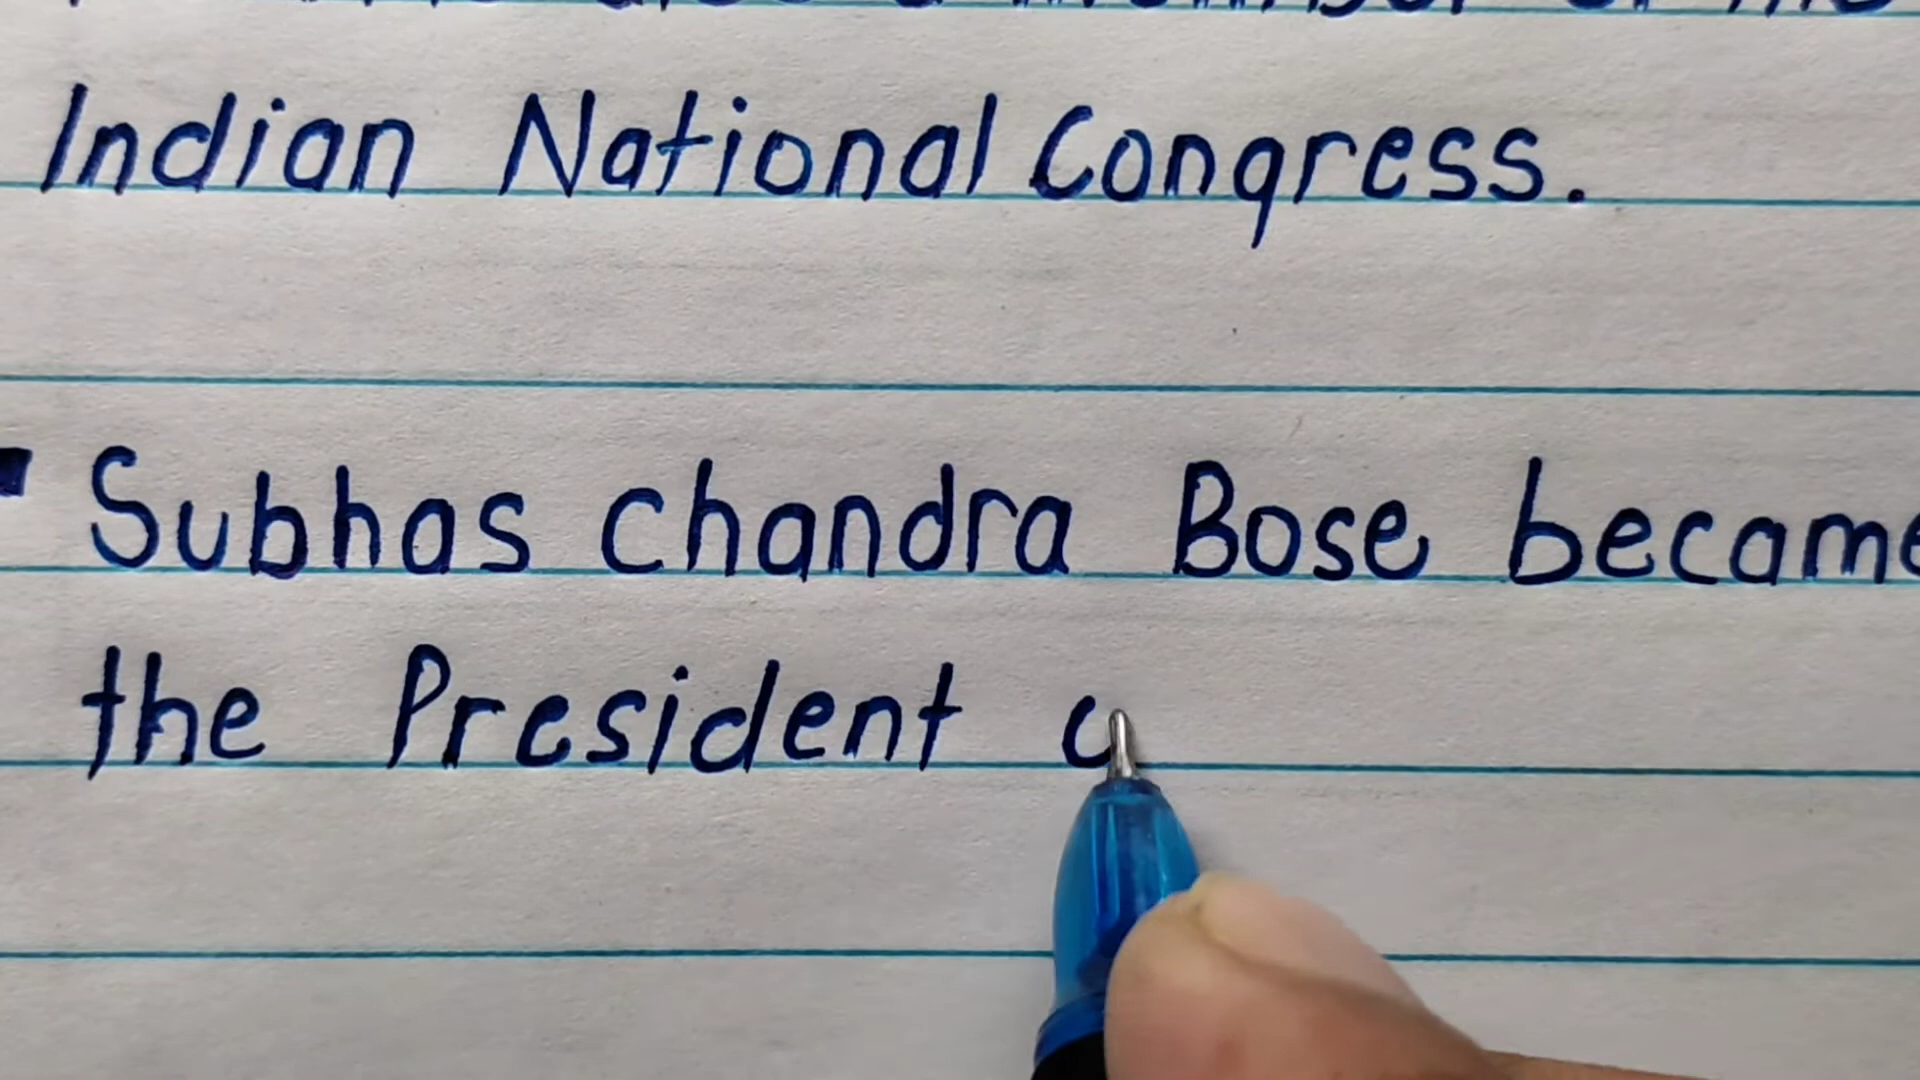 Indian National Congress.
Subhas chandra Bose became
the President